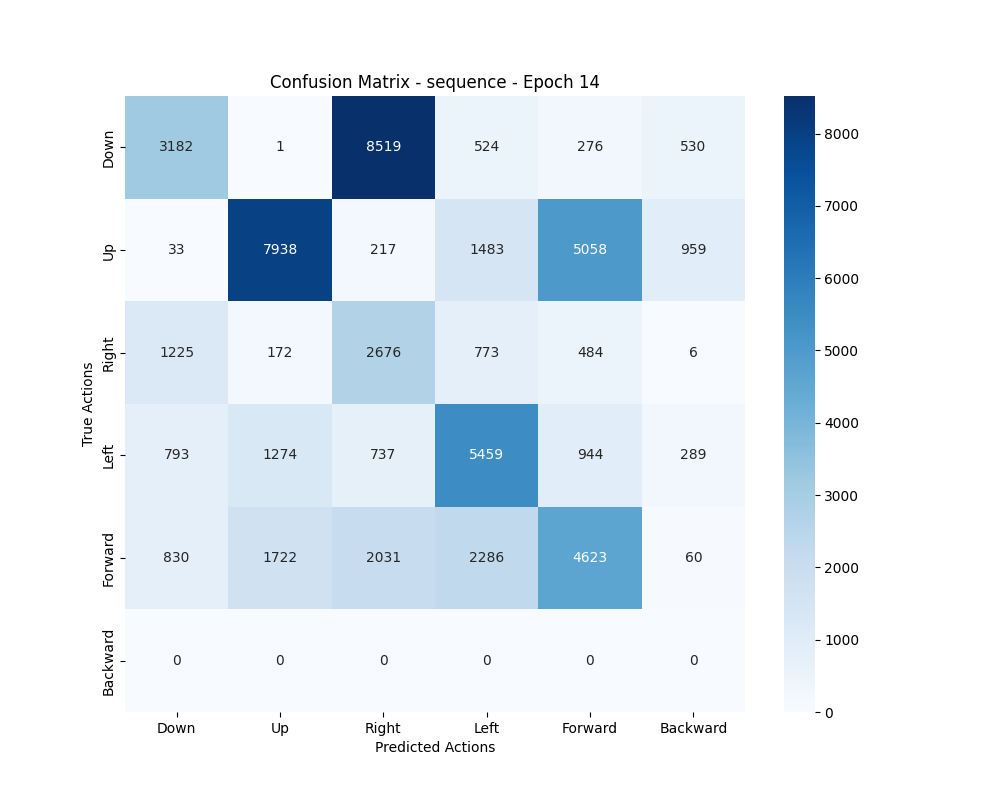 Confusion Matrix - sequence - Epoch 14
True Actions
Down 3182 1 8519 524 276 530
Up 33 7938 217 1483 5058 959
Right 1225 172 2676 773 484 6
Left 793 1274 737 5459 944 289
Forward 830 1722 2031 2286 4623 60
Backward 0 0 0 0 0 0
Down Up Right Left Forward Backward
Predicted Actions
8000
7000
6000
5000
4000
3000
2000
1000
0